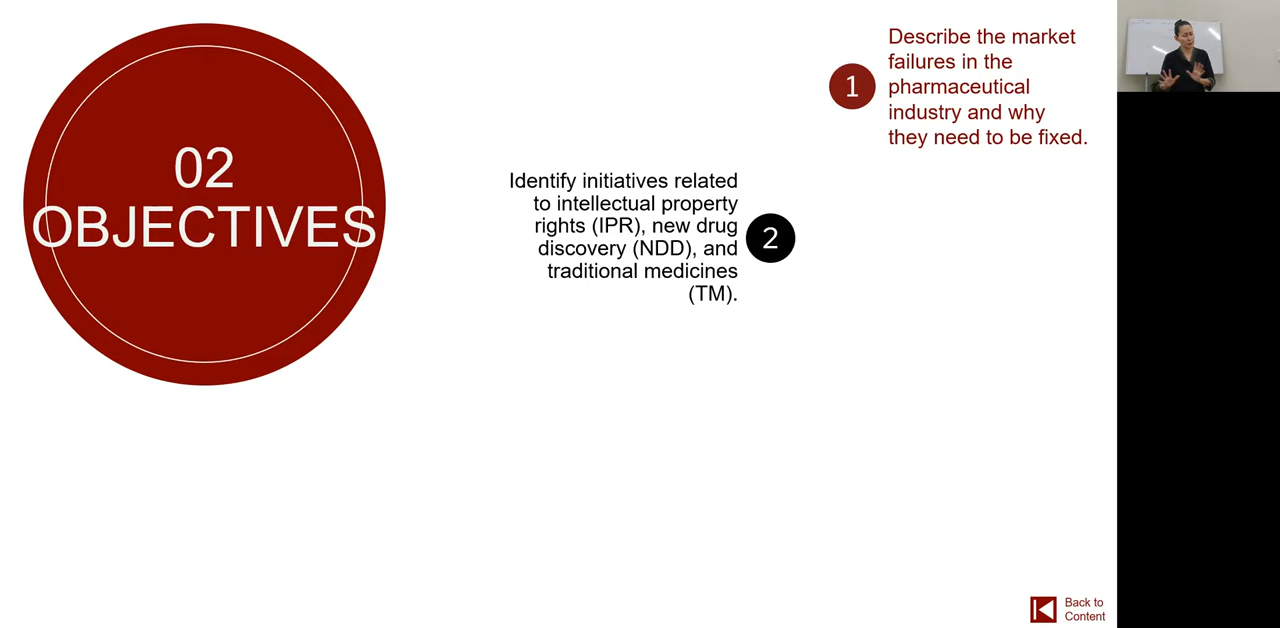 02
OBJECTIVES
1
Describe the market
failures in the
pharmaceutical
industry and why
they need to be fixed.
Identify initiatives related
to intellectual property
rights (IPR), new drug
discovery (NDD), and
traditional medicines
(TM).
2
Back to
Content